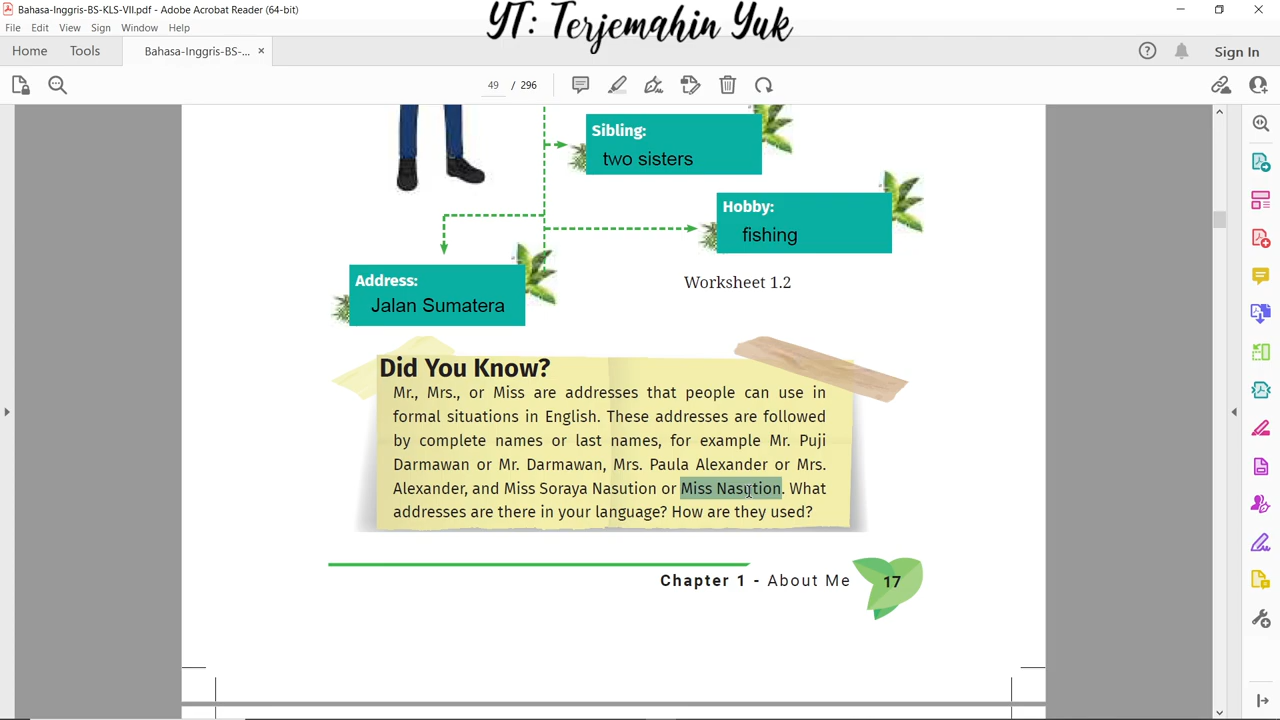 Bahasa-Inggris-BS-KLS-VII.pdf - Adobe Acrobat Reader (64-bit)
YT: Terjemahin Yuk
File Edit View Sign Window Help
Home Tools Bahasa-Inggris-BS-... × Sign In
49 / 296
Sibling:
two sisters
Hobby:
fishing
Address:
Jalan Sumatera
Worksheet 1.2
Did You Know?
Mr., Mrs., or Miss are addresses that people can use in
formal situations in English. These addresses are followed
by complete names or last names, for example Mr. Puji
Darmawan or Mr. Darmawan, Mrs. Paula Alexander or Mrs.
Alexander, and Miss Soraya Nasution or Miss Nasution. What
addresses are there in your language? How are they used?
Chapter 1 - About Me 17